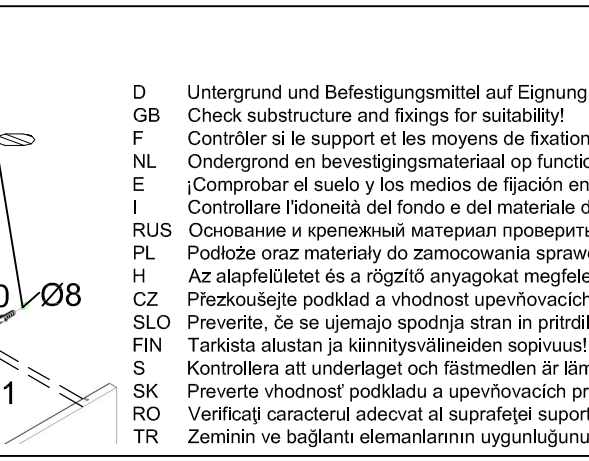 D Untergrund und Befestigungsmittel auf Eignung
GB Check substructure and fixings for suitability!
F Contrôler si le support et les moyens de fixation
NL Ondergrond en bevestigingsmateriaal op functio
E ¡Comprobar el suelo y los medios de fijación en
I Controllare l'idoneità del fondo e del materiale d
RUS Основание и крепежный материал проверить
PL Podłoże oraz materiały do zamocowania spraw
H Az alapfelületet és a rögzítő anyagokat megfele
CZ Přezkoušejte podklad a vhodnost upevňovacích
SLO Preverite, če se ujemajo spodnja stran in pritrdil
FIN Tarkista alustan ja kiinnitysvälineiden sopivuus!
S Kontrollera att underlaget och fästmedlen är läm
SK Preverte vhodnosť podkladu a upevňovacích pr
RO Verificaţi caracterul adecvat al suprafeţei suport
TR Zeminin ve bağlantı elemanlarının uygunluğunu
0 Ø8
1